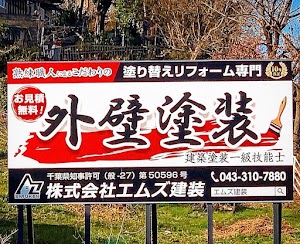 熟練職人によるこだわりの 塗り替えリフォーム専門
お見積
無料！
外壁塗装
建築塗装一級技能士
千葉県知事許可（般-27）第50596号
株式会社エムズ建装
043-310-7880
エムズ建装